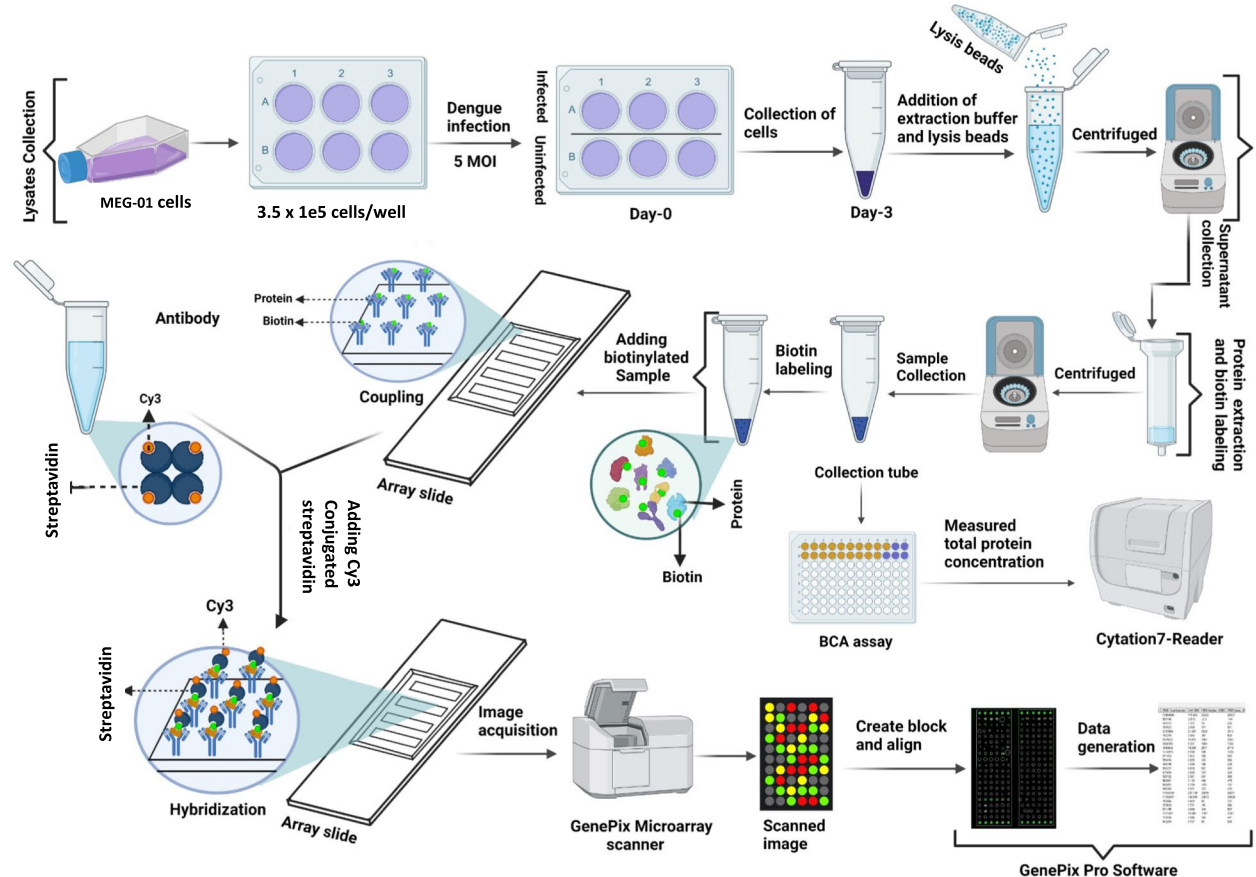 Lysates Collection
MEG-01 cells
1 2 3
A
B
3.5 x 1e5 cells/well
Dengue
infection
5 MOI
Infected
Uninfected
1 2 3
A
B
Day-0
Collection of
cells
Day-3
Addition of
extraction buffer
and lysis beads
Lysis beads
Centrifuged
Supernatant
collection
Protein extraction
and biotin labeling
Centrifuged
Sample
Collection
Biotin
labeling
Adding
biotinylated
Sample
Protein
Biotin
Coupling
Array slide
Antibody
Cy3
Streptavidin
Adding Cy3
Conjugated
streptavidin
Protein
Biotin
Collection tube
BCA assay
Measured
total protein
concentration
Cytation7-Reader
Cy3
Streptavidin
Hybridization
Array slide
Image
acquisition
GenePix Microarray
scanner
Scanned
image
Create block
and align
Data
generation
GenePix Pro Software